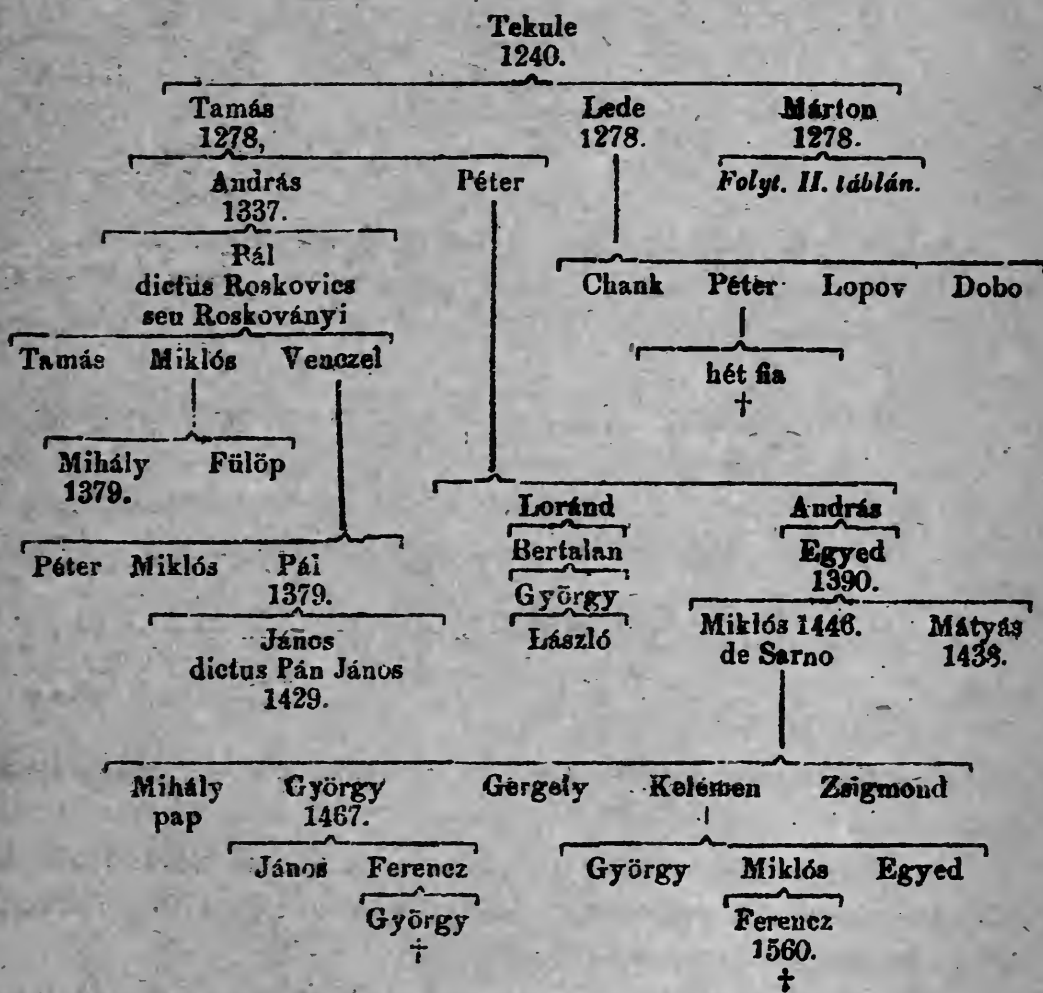 Tekule
1240.
Tamás Lede Márton
1278, 1278. 1278.
András Péter Folyt. II. táblán.
1337.
Pál
dictus Roskovics Chank Péter Lopov Dobo
seu Roskoványi
Tamás Miklós Venczel
hét fia
†
Mihály Fülöp
1379.
Loránd András
Péter Miklós Pál Bertalan Egyed
1379. György 1390.
János László Miklós 1446. Mátyás
dictus Pán János de Sarno 1438.
1429.
Mihály György Gergely Kelemen Zsigmond
pap 1467.
János Ferencz György Miklós Egyed
György Ferencz
† 1560.
†